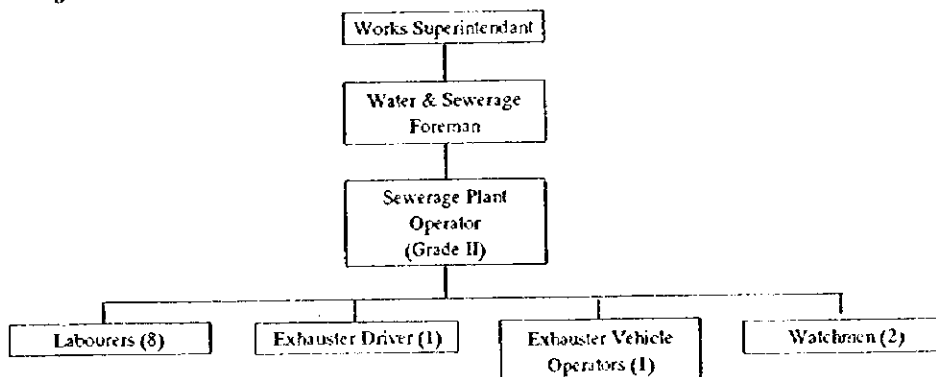 Works Superintendant
Water & Sewerage
Foreman
Sewerage Plant
Operator
(Grade II)
Labourers (8)
Exhauster Driver (1)
Exhauster Vehicle
Operators (1)
Watchmen (2)